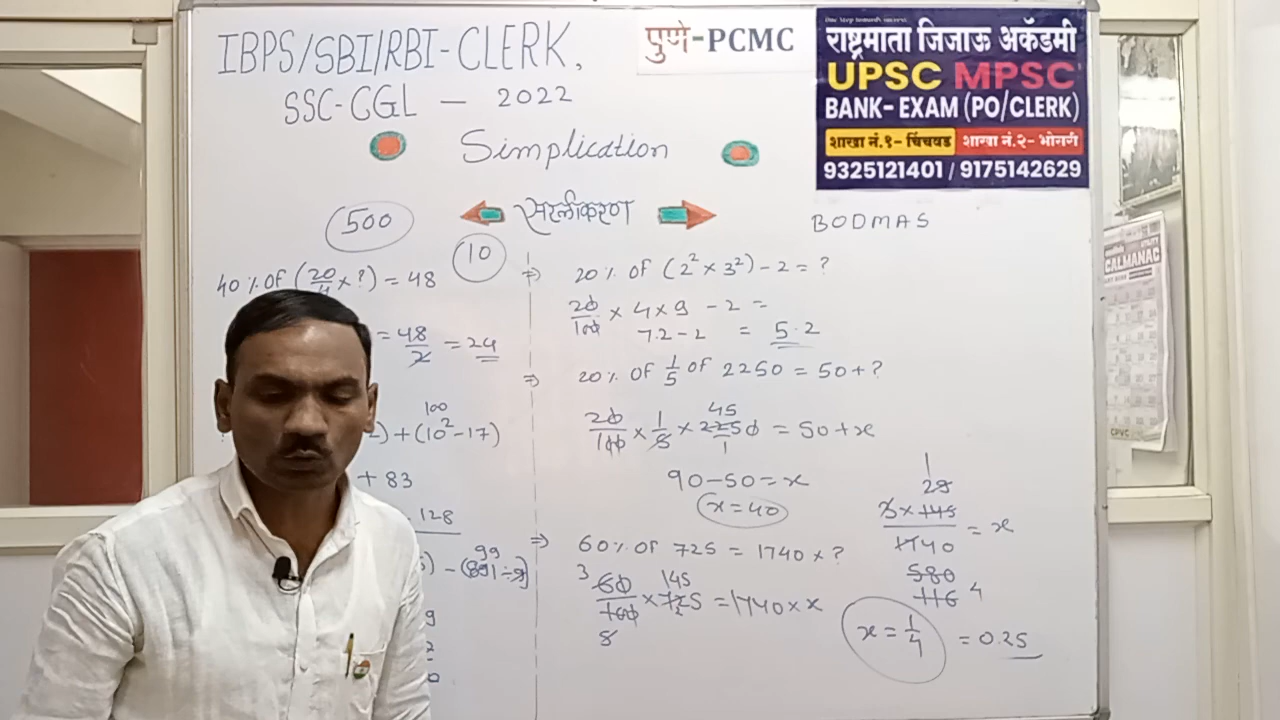 IBPS/SBI/RBI-CLERK,
SSC-CGL — 2022
पुणे-PCMC
राष्ट्रमाता जिजाऊ अकॅडमी
UPSC MPSC
BANK- EXAM (PO/CLERK)
शाखा नं.१- चिंचवड शाखा नं.२- भोसरी
9325121401 / 9175142629
Simplication
सरलीकरण
BODMAS
500
10
40% OF (20/4 × ?) = 48
= 48/2 = 24
100
2) + (10² - 17)
+ 83
128
99
) - (891 ÷ 9)
9
2
0
⇒ 20% OF (2² × 3²) - 2 = ?
20/100 × 4 × 9 - 2 =
7.2 - 2 = 5.2
⇒ 20% OF 1/5 of 2250 = 50 + ?
45
20/100 × 1/5 × 2250/1 = 50 + x
90 - 50 = x
x = 40
⇒ 60% OF 725 = 1740 × ?
3 145
60/100 × 725 = 1740 × x
5
1
29
3 × 145/1740 = x
580
116 4
x = 1/4 = 0.25
CALMANAC